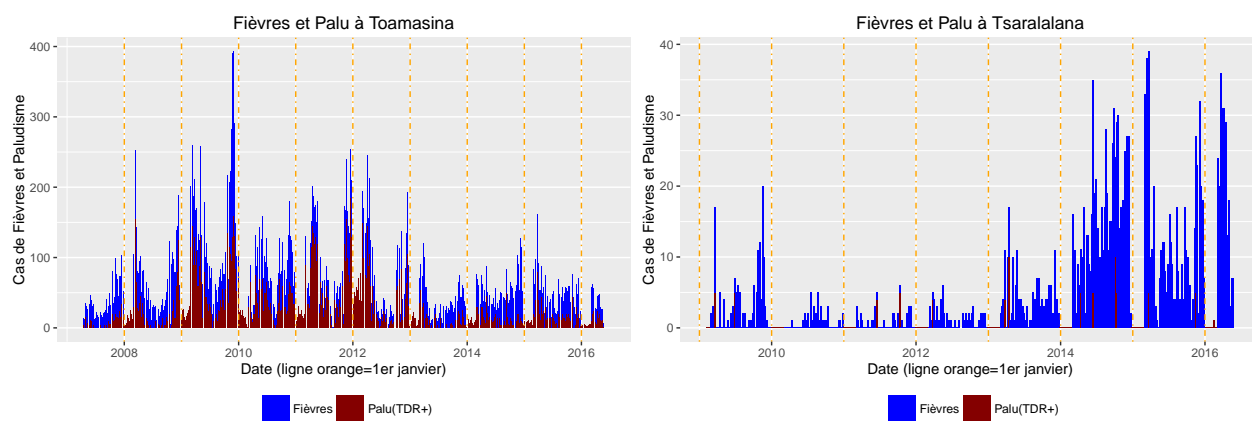 Fièvres et Palu à Toamasina
Cas de Fièvres et Paludisme
400
300
200
100
0
2008
2010
2012
2014
2016
Date (ligne orange=1er janvier)
Fièvres
Palu(TDR+)
Fièvres et Palu à Tsaralalana
Cas de Fièvres et Paludisme
40
30
20
10
0
2010
2012
2014
2015
2016
Date (ligne orange=1er janvier)
Fièvres
Palu(TDR+)